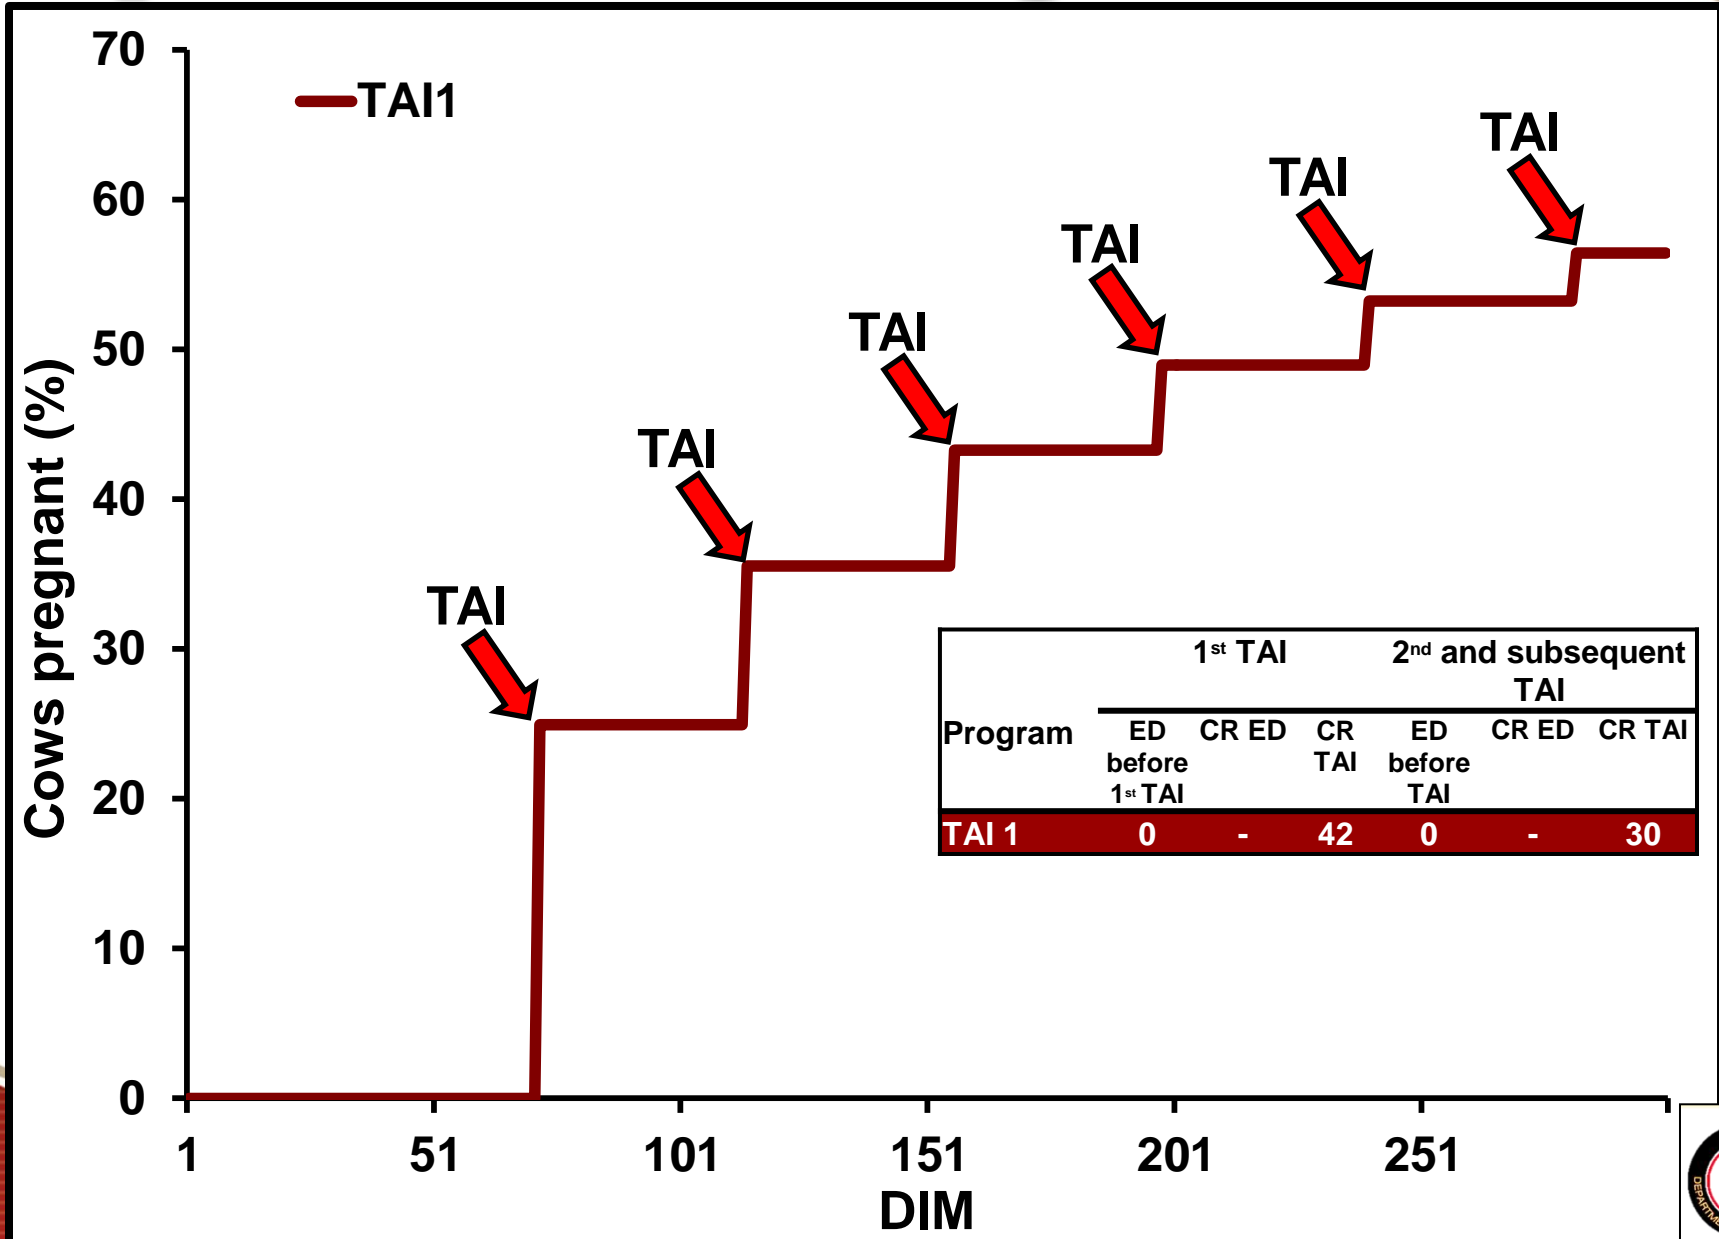 70
60
50
40
30
20
10
0
Cows pregnant (%)
TAI1
TAI
TAI
TAI
TAI
TAI
TAI
1st TAI 2nd and subsequent
TAI
Program ED CR ED CR ED CR ED CR TAI
before TAI before
1st TAI TAI
TAI 1 0 - 42 0 - 30
1 51 101 151 201 251
DIM